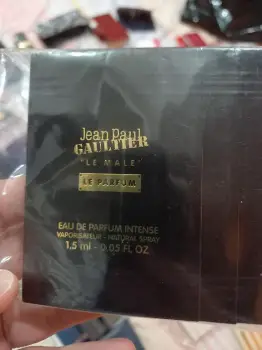 Jean Paul
GAULTIER
"LE MALE"
LE PARFUM
EAU DE PARFUM INTENSE
VAPORISATEUR - NATURAL SPRAY
1,5 ml - 0.05 FL. OZ